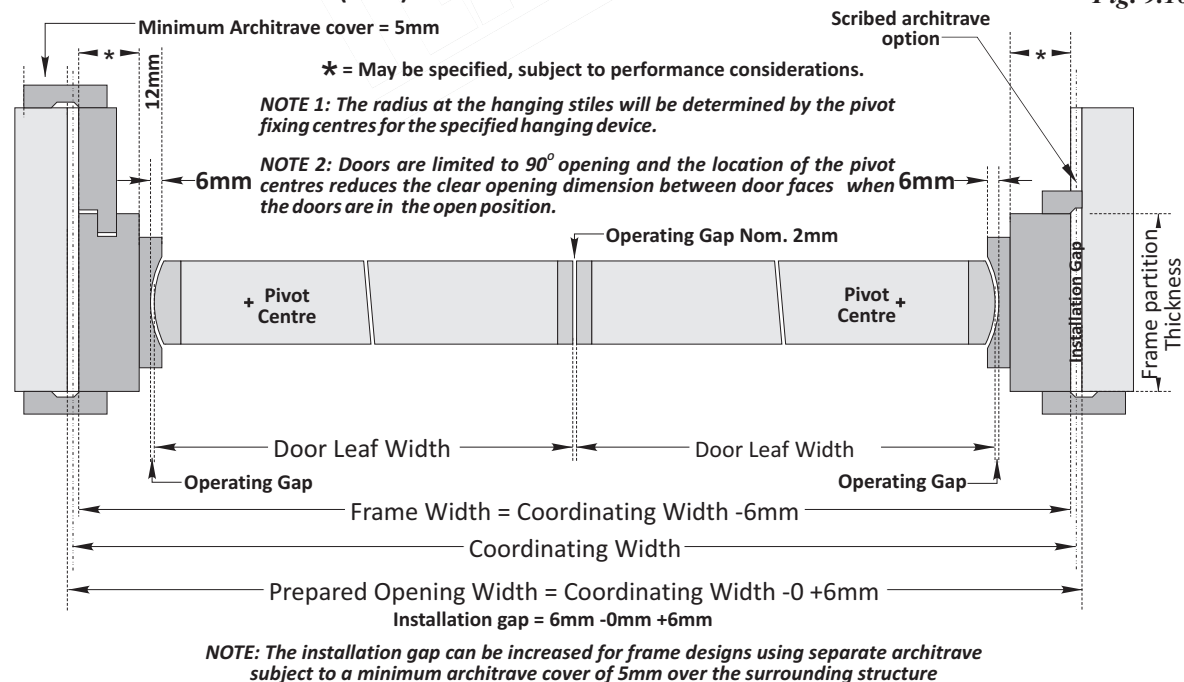 Minimum Architrave cover = 5mm
Scribed architrave
option
*
12mm
*
* = May be specified, subject to performance considerations.
NOTE 1: The radius at the hanging stiles will be determined by the pivot
fixing centres for the specified hanging device.
NOTE 2: Doors are limited to 90° opening and the location of the pivot
centres reduces the clear opening dimension between door faces when
the doors are in the open position.
6mm
6mm
Operating Gap Nom. 2mm
+ Pivot
Centre
Pivot +
Centre
Installation Gap
Frame partition
Thickness
Door Leaf Width
Door Leaf Width
Operating Gap
Operating Gap
Frame Width = Coordinating Width -6mm
Coordinating Width
Prepared Opening Width = Coordinating Width -0 +6mm
Installation gap = 6mm -0mm +6mm
NOTE: The installation gap can be increased for frame designs using separate architrave
subject to a minimum architrave cover of 5mm over the surrounding structure